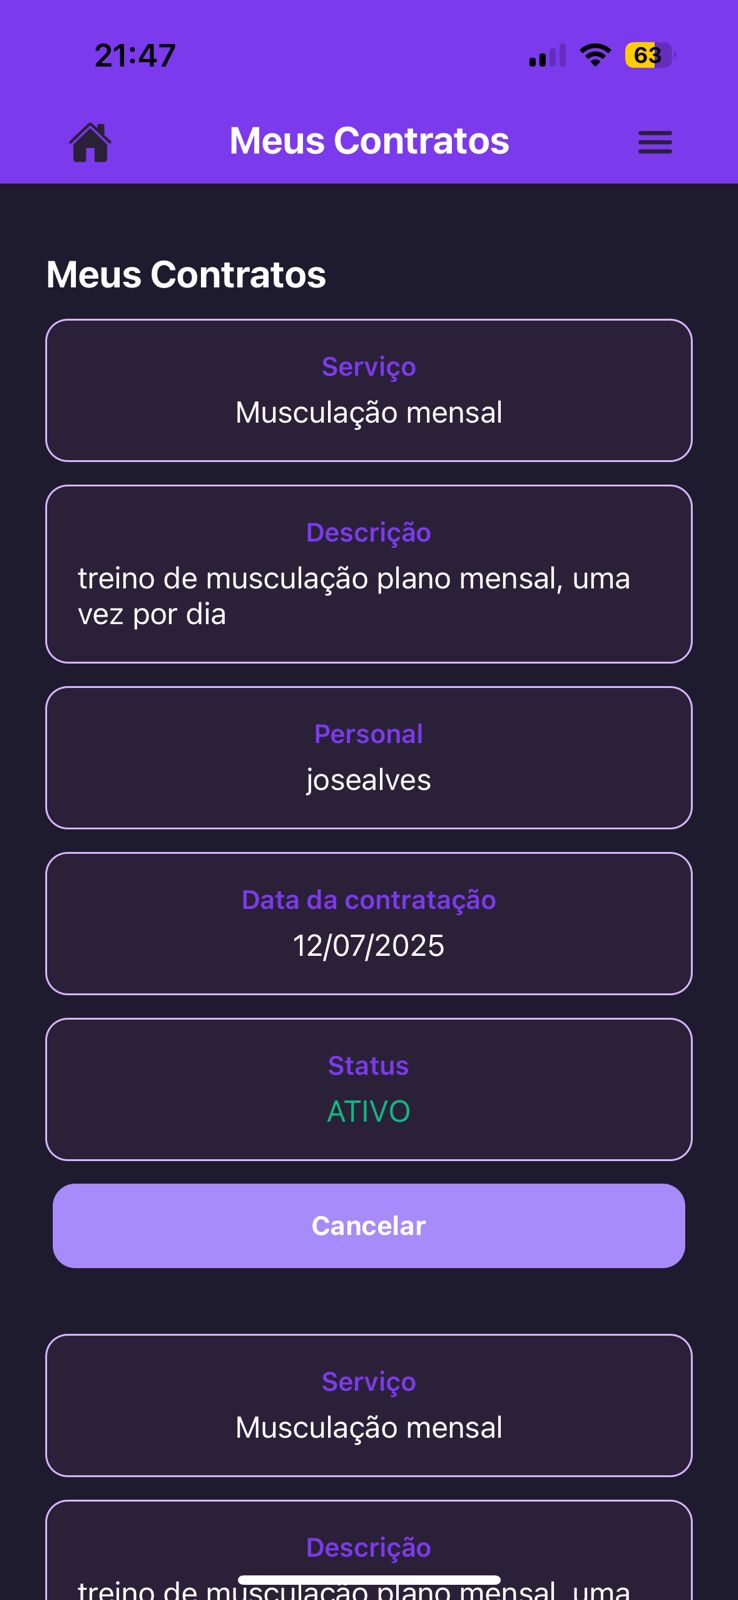 21:47
63
Meus Contratos
Meus Contratos
Serviço
Musculação mensal
Descrição
treino de musculação plano mensal, uma
vez por dia
Personal
josealves
Data da contratação
12/07/2025
Status
ATIVO
Cancelar
Serviço
Musculação mensal
Descrição
treino de musculação plano mensal, uma